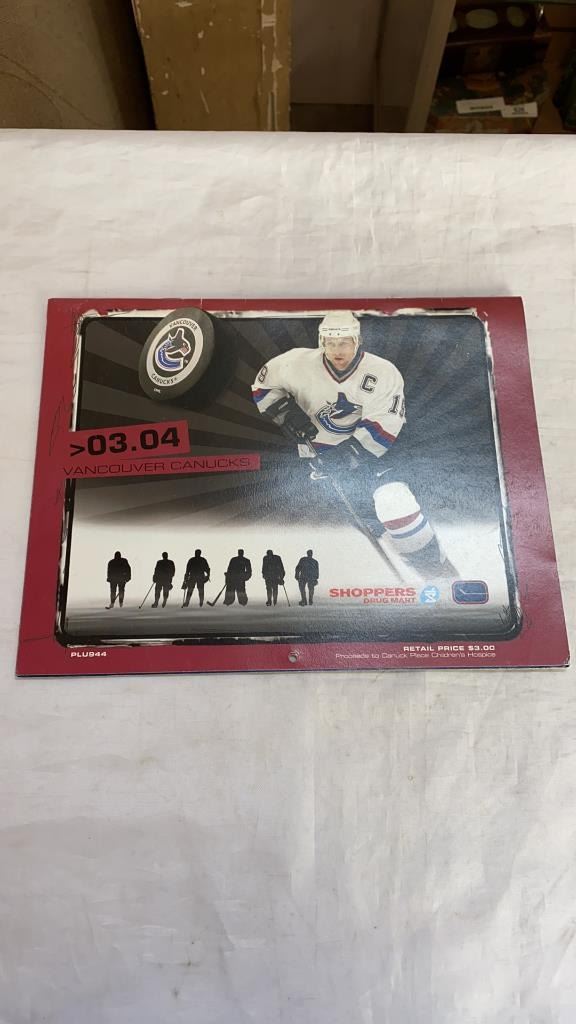 VANCOUVER
CANUCKS
C
19
>03.04
VANCOUVER CANUCKS
SHOPPERS
DRUG MART
PLU944
RETAIL PRICE $3.00
Proceeds to Canuck Place Children's Hospice